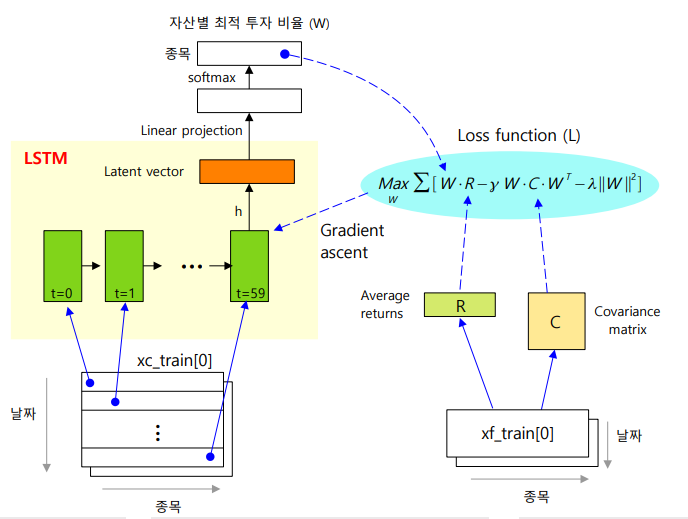 자산별 최적 투자 비율 (W)
종목
softmax
Linear projection
LSTM
Latent vector
h
t=0
t=1
•••
t=59
Loss function (L)
Max W ∑[ W·R − γ W·C·W^T − λ‖W‖²]
Gradient
ascent
Average
returns
R
C
Covariance
matrix
xc_train[0]
날짜
⋮
종목
xf_train[0]
날짜
종목